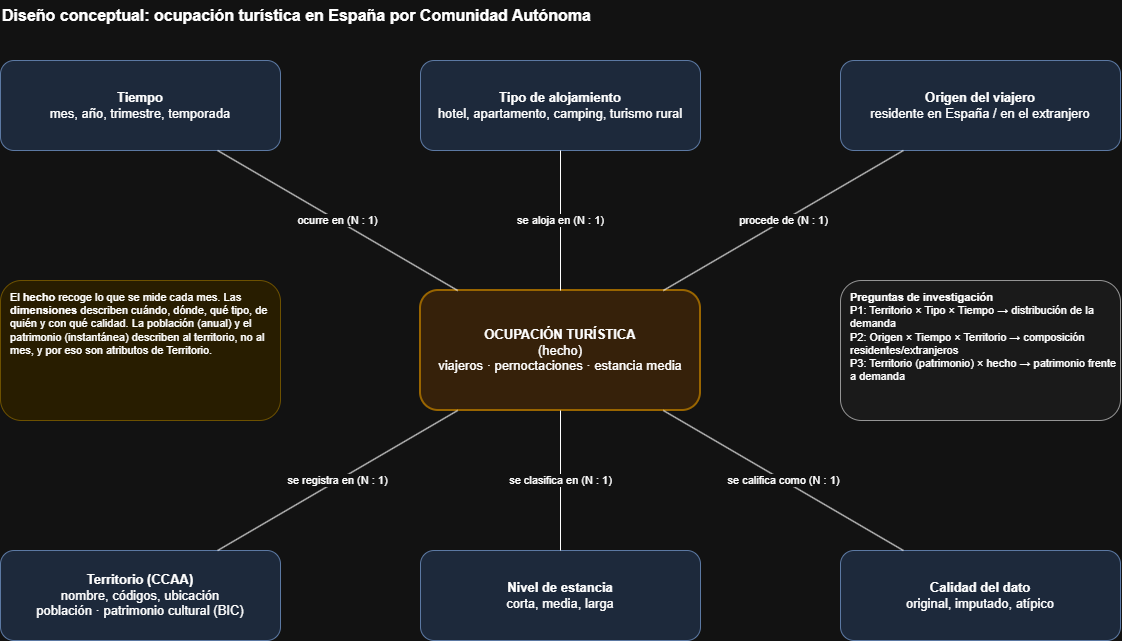 Diseño conceptual: ocupación turística en España por Comunidad Autónoma
Tiempo
mes, año, trimestre, temporada
Tipo de alojamiento
hotel, apartamento, camping, turismo rural
Origen del viajero
residente en España / en el extranjero
ocurre en (N : 1)
se aloja en (N : 1)
procede de (N : 1)
El hecho recoge lo que se mide cada mes. Las
dimensiones describen cuándo, dónde, qué tipo, de
quién y con qué calidad. La población (anual) y el
patrimonio (instantánea) describen al territorio, no al
mes, y por eso son atributos de Territorio.
OCUPACIÓN TURÍSTICA
(hecho)
viajeros · pernoctaciones · estancia media
Preguntas de investigación
P1: Territorio × Tipo × Tiempo → distribución de la
demanda
P2: Origen × Tiempo × Territorio → composición
residentes/extranjeros
P3: Territorio (patrimonio) × hecho → patrimonio frente
a demanda
se registra en (N : 1)
se clasifica en (N : 1)
se califica como (N : 1)
Territorio (CCAA)
nombre, códigos, ubicación
población · patrimonio cultural (BIC)
Nivel de estancia
corta, media, larga
Calidad del dato
original, imputado, atípico